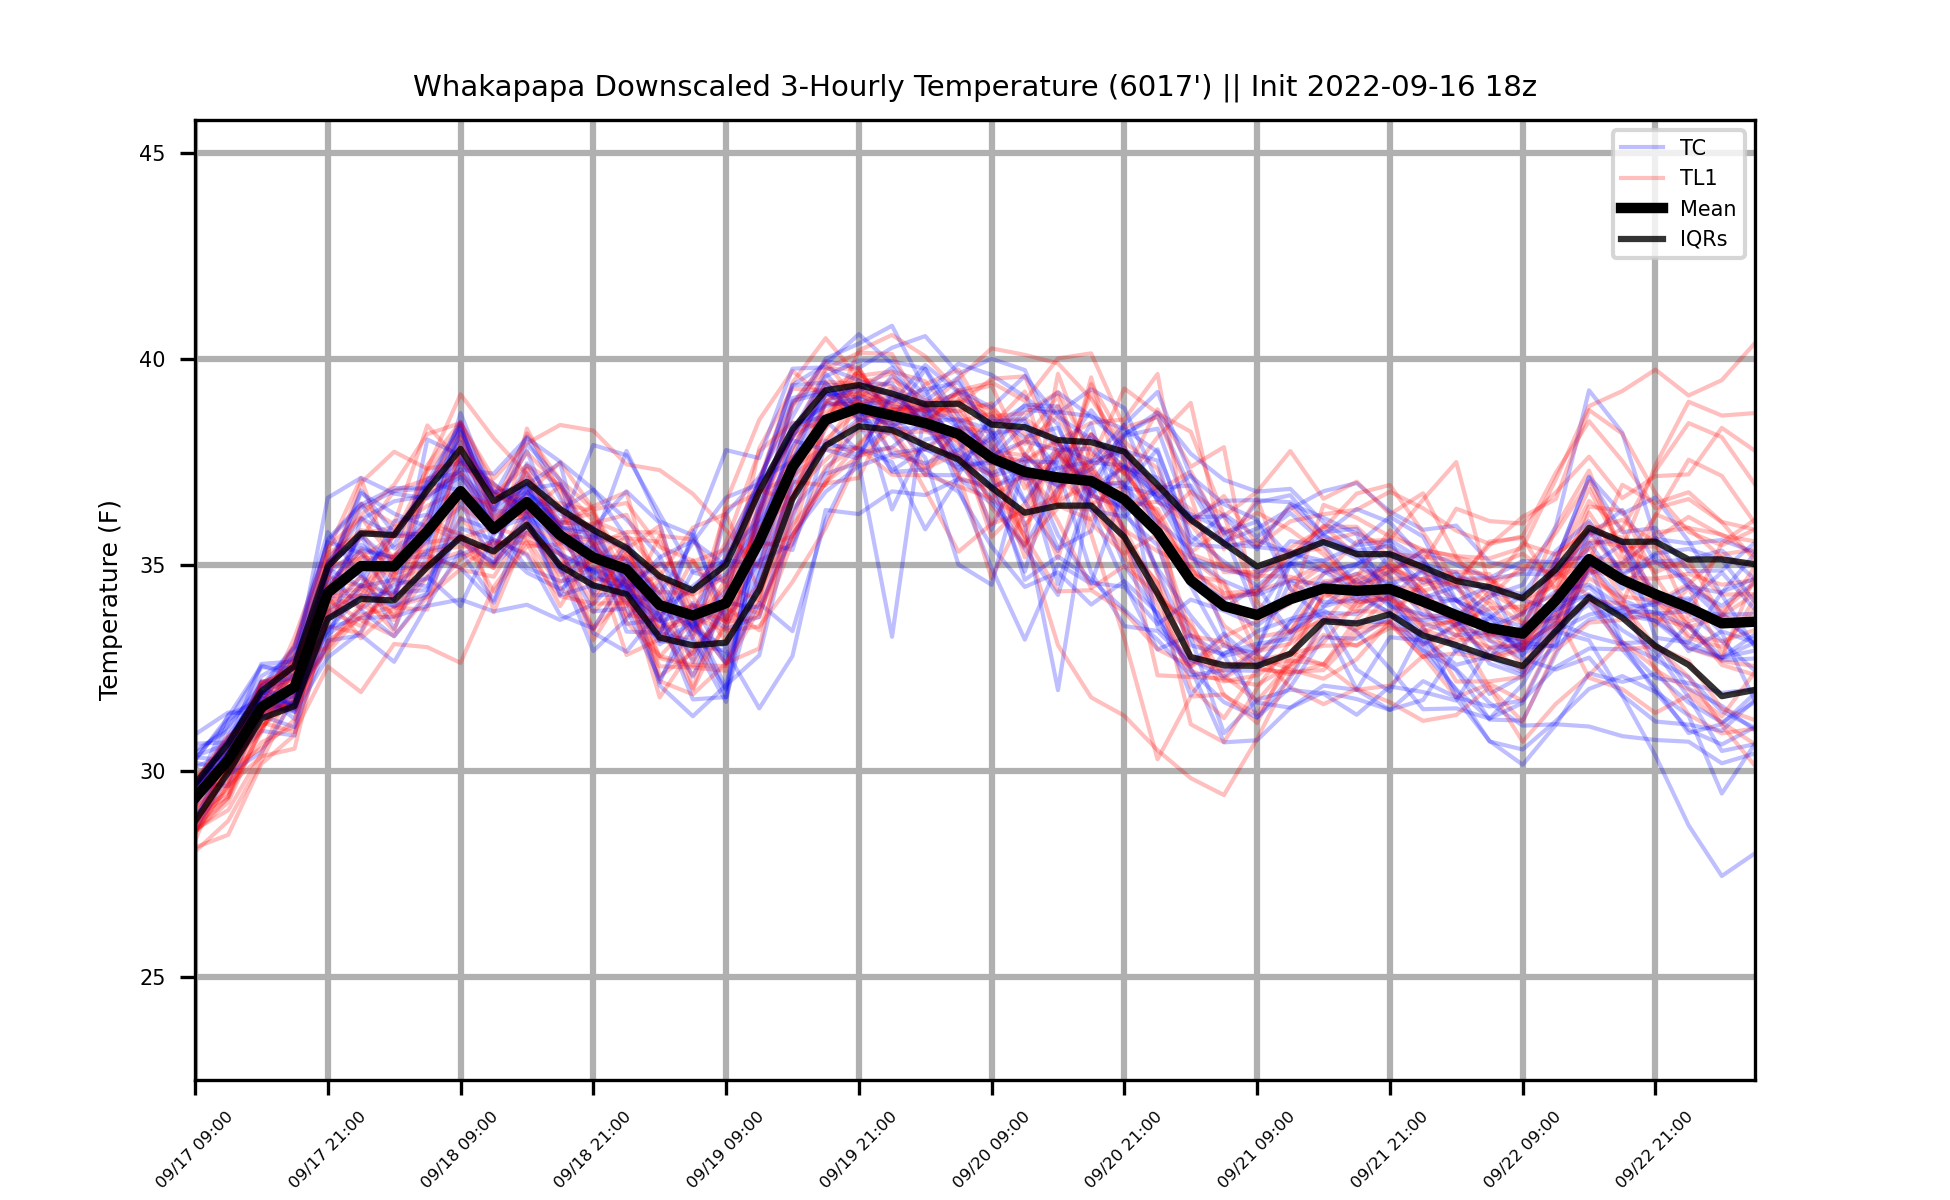 Whakapapa Downscaled 3-Hourly Temperature (6017') || Init 2022-09-16 18z
TC
TL1
Mean
IQRs
Temperature (F)
45
40
35
30
25
09/17 09:00
09/17 21:00
09/18 09:00
09/18 21:00
09/19 09:00
09/19 21:00
09/20 09:00
09/20 21:00
09/21 09:00
09/21 21:00
09/22 09:00
09/22 21:00